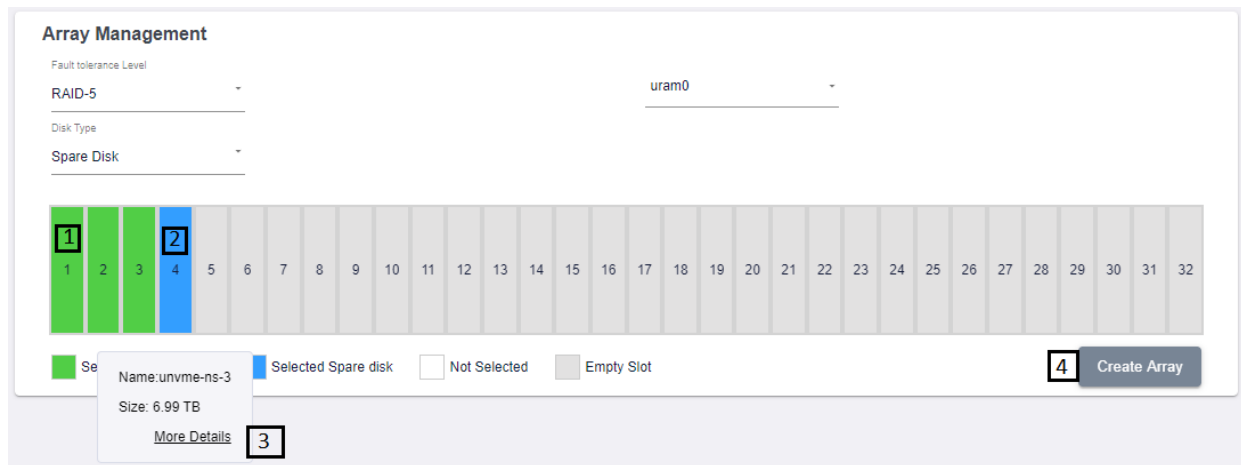 Array Management
Fault tolerance Level
RAID-5
uram0
Disk Type
Spare Disk
1 2
1 2 3 4 5 6 7 8 9 10 11 12 13 14 15 16 17 18 19 20 21 22 23 24 25 26 27 28 29 30 31 32
Se Selected Spare disk Not Selected Empty Slot 4 Create Array
Name:unvme-ns-3
Size: 6.99 TB
More Details 3